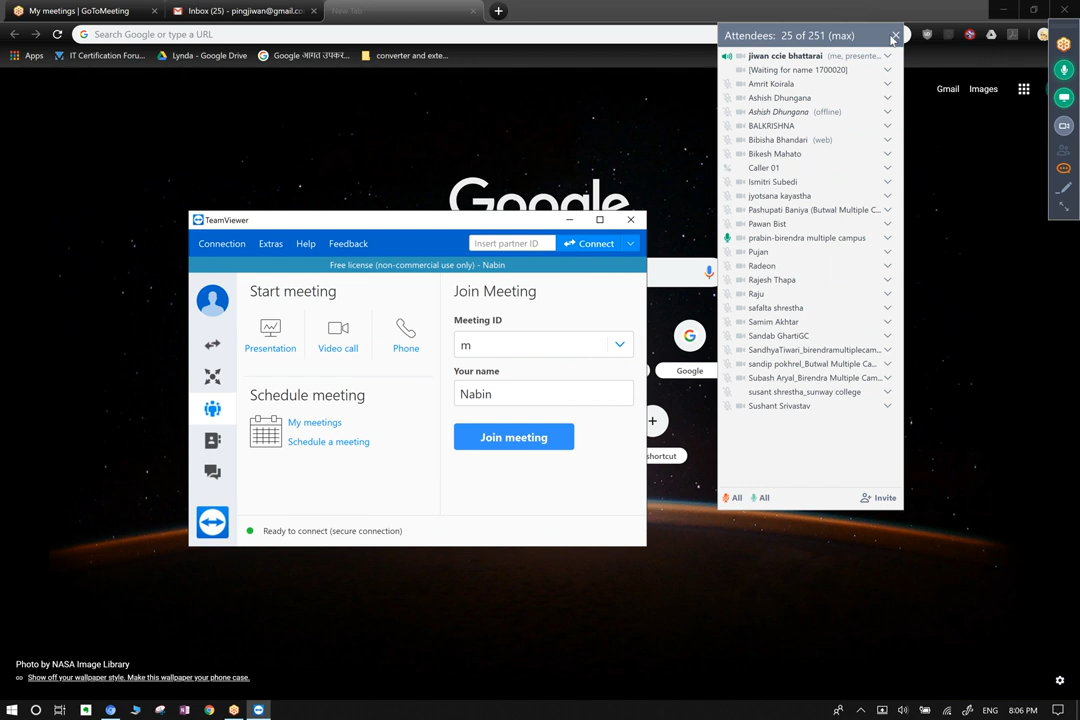 My meetings | GoToMeeting
Inbox (25) - pingjiwan@gmail.co
New Tab
Search Google or type a URL
Apps
IT Certification Foru...
Lynda - Google Drive
Google आगत उपकर...
converter and exte...
Gmail
Images
Google
TeamViewer
Connection
Extras
Help
Feedback
Insert partner ID
Connect
Free license (non-commercial use only) - Nabin
Start meeting
Presentation
Video call
Phone
Schedule meeting
My meetings
Schedule a meeting
Join Meeting
Meeting ID
m
Your name
Nabin
Join meeting
Ready to connect (secure connection)
Google
shortcut
Attendees: 25 of 251 (max)
jiwan ccie bhattarai (me, presente...
[Waiting for name 1700020]
Amrit Koirala
Ashish Dhungana
Ashish Dhungana (offline)
BALKRISHNA
Bibisha Bhandari (web)
Bikesh Mahato
Caller 01
Ismitri Subedi
jyotsana kayastha
Pashupati Baniya (Butwal Multiple C...
Pawan Bist
prabin-birendra multiple campus
Pujan
Radeon
Rajesh Thapa
Raju
safalta shrestha
Samim Akhtar
Sandab GhartiGC
SandhyaTiwari_birendramultiplecam...
sandip pokhrel_Butwal Multiple Ca...
Subash Aryal_Birendra Multiple Cam...
susant shrestha_sunway college
Sushant Srivastav
All
All
Invite
Photo by NASA Image Library
Show off your wallpaper style. Make this wallpaper your phone case.
ENG
8:06 PM